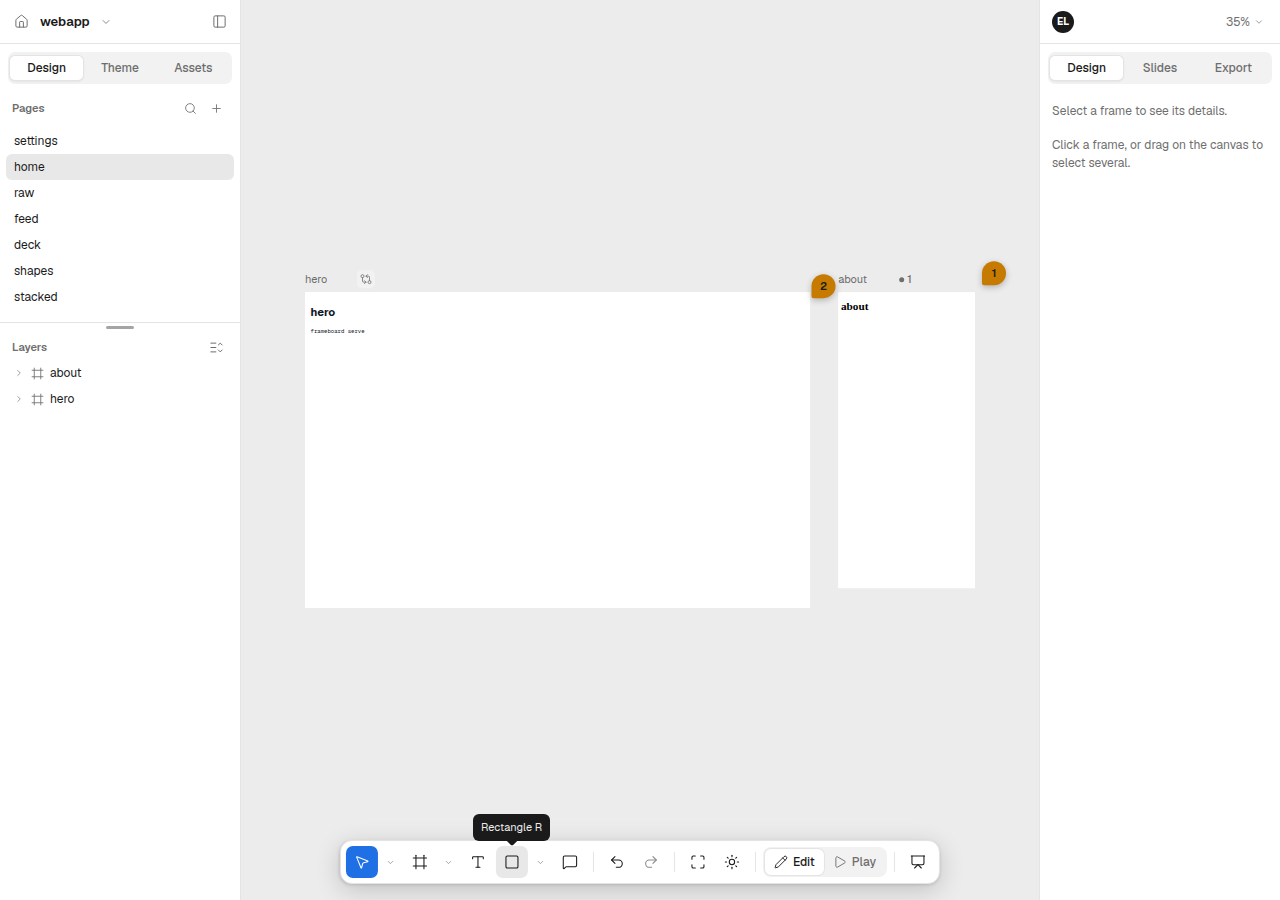 webapp
Design
Theme
Assets
Pages
settings
home
raw
feed
deck
shapes
stacked
Layers
about
hero
hero
2
about
1
1
hero
frameboard serve
about
Rectangle R
Edit
Play
EL
35%
Design
Slides
Export
Select a frame to see its details.
Click a frame, or drag on the canvas to
select several.